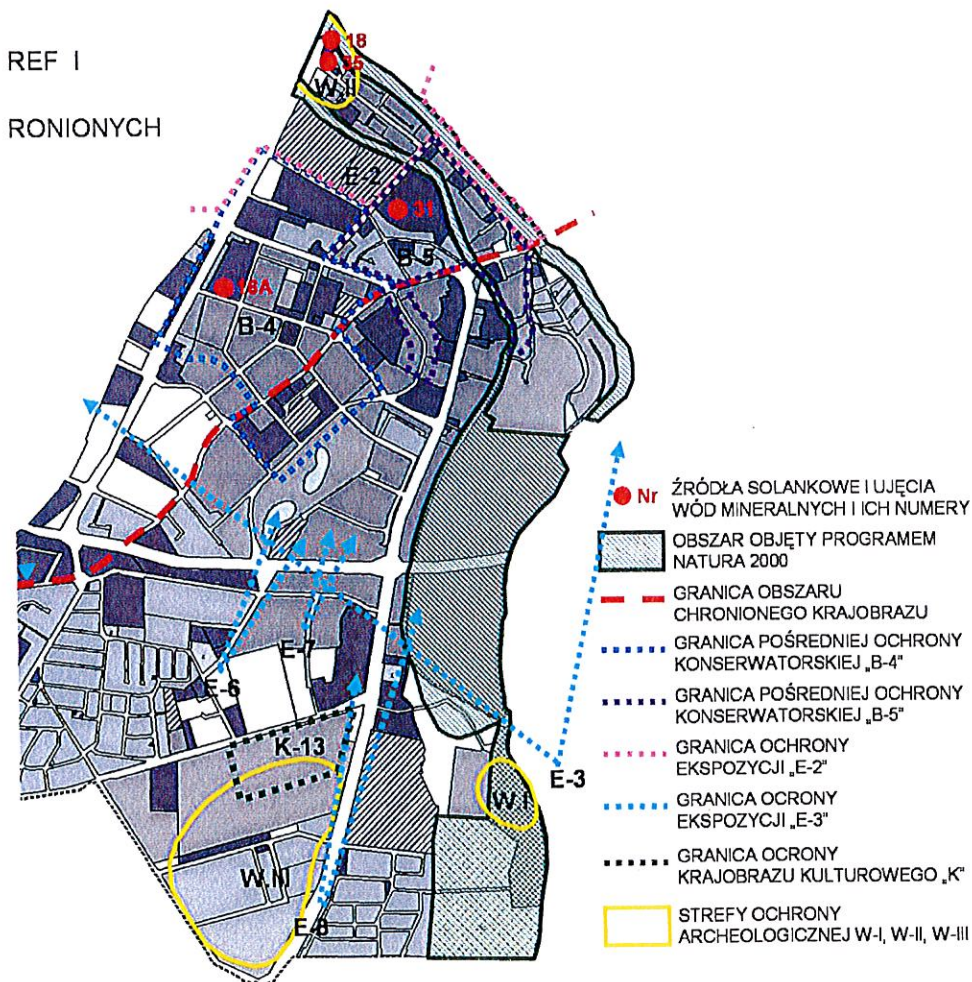 REF I
RONIONYCH
18
35
W II
E-2
31
B-5
18A
B-4
E-7
E-6
K-13
E-3
W I
W III
E-8
Nr ŹRÓDŁA SOLANKOWE I UJĘCIA
WÓD MINERALNYCH I ICH NUMERY
OBSZAR OBJĘTY PROGRAMEM
NATURA 2000
GRANICA OBSZARU
CHRONIONEGO KRAJOBRAZU
GRANICA POŚREDNIEJ OCHRONY
KONSERWATORSKIEJ „B-4"
GRANICA POŚREDNIEJ OCHRONY
KONSERWATORSKIEJ „B-5"
GRANICA OCHRONY
EKSPOZYCJI „E-2"
GRANICA OCRONY
EKSPOZYCJI „E-3"
GRANICA OCRONY
KRAJOBRAZU KULTUROWEGO „K"
STREFY OCHRONY
ARCHEOLOGICZNEJ W-I, W-II, W-III